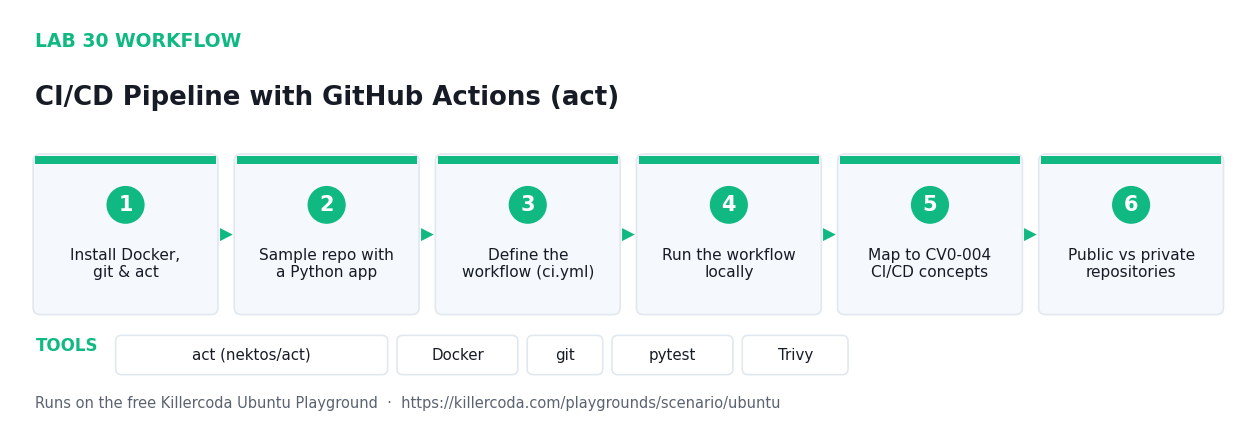 LAB 30 WORKFLOW
CI/CD Pipeline with GitHub Actions (act)
1
Install Docker,
git & act
2
Sample repo with
a Python app
3
Define the
workflow (ci.yml)
4
Run the workflow
locally
5
Map to CV0-004
CI/CD concepts
6
Public vs private
repositories
TOOLS
act (nektos/act)
Docker
git
pytest
Trivy
Runs on the free Killercoda Ubuntu Playground · https://killercoda.com/playgrounds/scenario/ubuntu